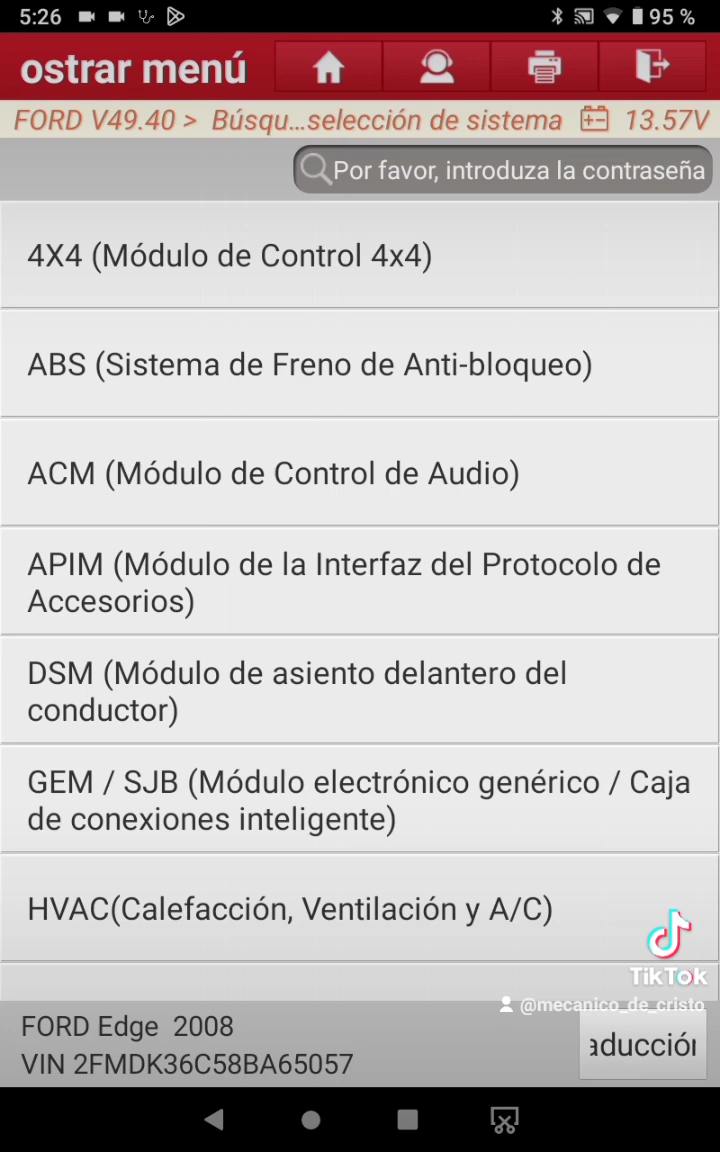 5:26
95 %
ostrar menú
FORD V49.40 > Búsqu...selección de sistema 13.57V
Por favor, introduza la contraseña
4X4 (Módulo de Control 4x4)
ABS (Sistema de Freno de Anti-bloqueo)
ACM (Módulo de Control de Audio)
APIM (Módulo de la Interfaz del Protocolo de
Accesorios)
DSM (Módulo de asiento delantero del
conductor)
GEM / SJB (Módulo electrónico genérico / Caja
de conexiones inteligente)
HVAC(Calefacción, Ventilación y A/C)
TikTok
@mecanico_de_cristo
FORD Edge 2008
VIN 2FMDK36C58BA65057
aducción